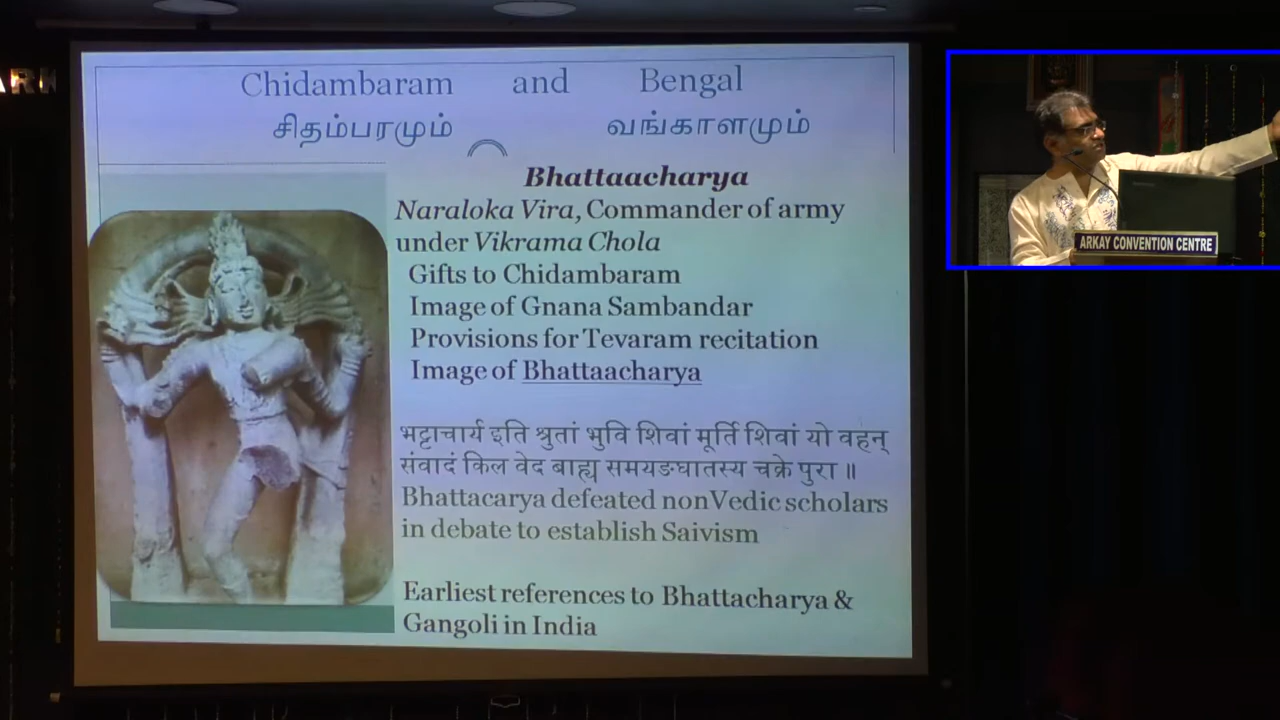 ARK
Chidambaram and Bengal
சிதம்பரமும் வங்காளமும்
Bhattaacharya
Naraloka Vira, Commander of army
under Vikrama Chola
Gifts to Chidambaram
Image of Gnana Sambandar
Provisions for Tevaram recitation
Image of Bhattaacharya
भट्टाचार्य इति श्रुतां भुवि शिवां मूर्ति शिवां यो वहन्
संवादं किल वेद बाह्य समयङघातस्य चक्रे पुरा ॥
Bhattacarya defeated nonVedic scholars
in debate to establish Saivism
Earliest references to Bhattacharya &
Gangoli in India
ARKAY CONVENTION CENTRE